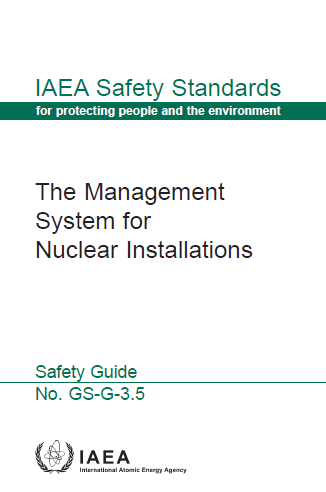 IAEA Safety Standards
for protecting people and the environment
The Management
System for
Nuclear Installations
Safety Guide
No. GS-G-3.5
IAEA
International Atomic Energy Agency